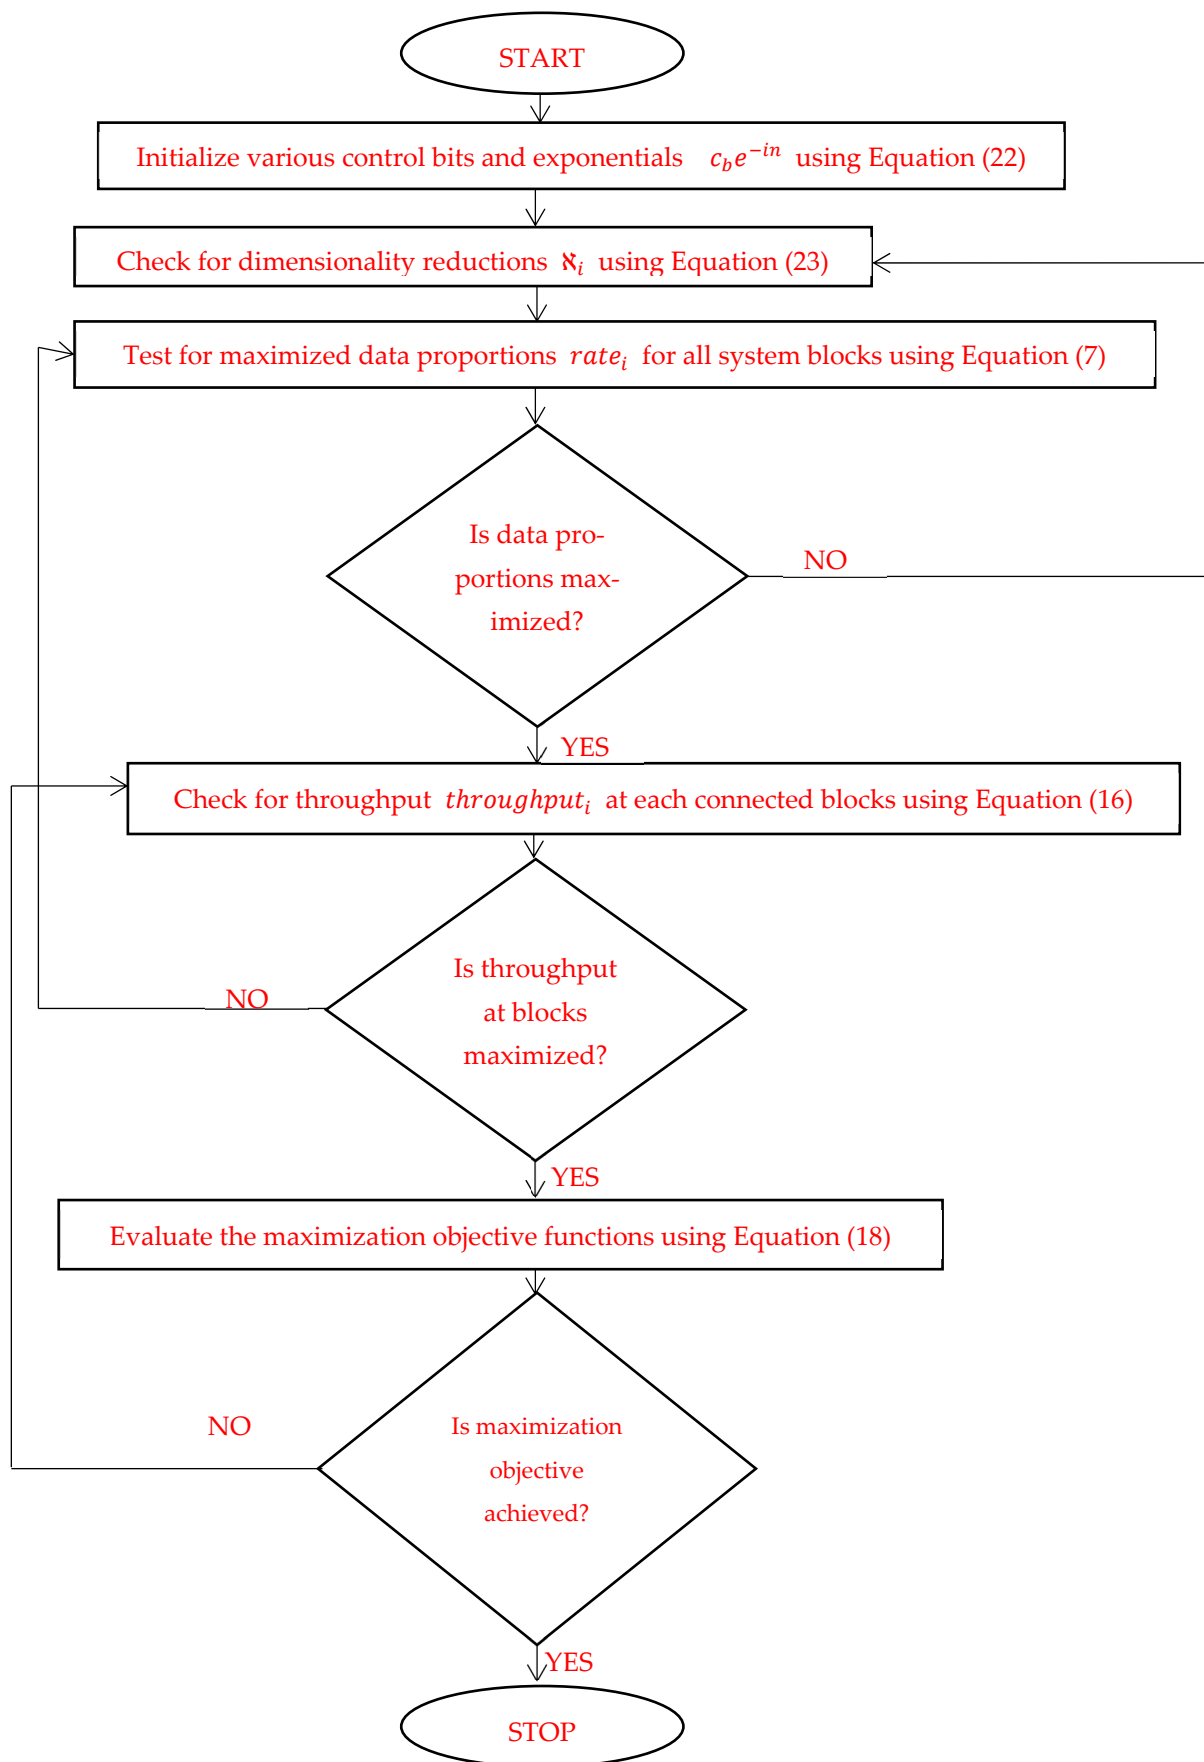 START
Initialize various control bits and exponentials c_b e^{-in} using Equation (22)
Check for dimensionality reductions ℵ_i using Equation (23)
Test for maximized data proportions rate_i for all system blocks using Equation (7)
Is data pro-
portions max-
imized?
NO
YES
Check for throughput throughput_i at each connected blocks using Equation (16)
Is throughput
at blocks
maximized?
NO
YES
Evaluate the maximization objective functions using Equation (18)
Is maximization
objective
achieved?
NO
YES
STOP